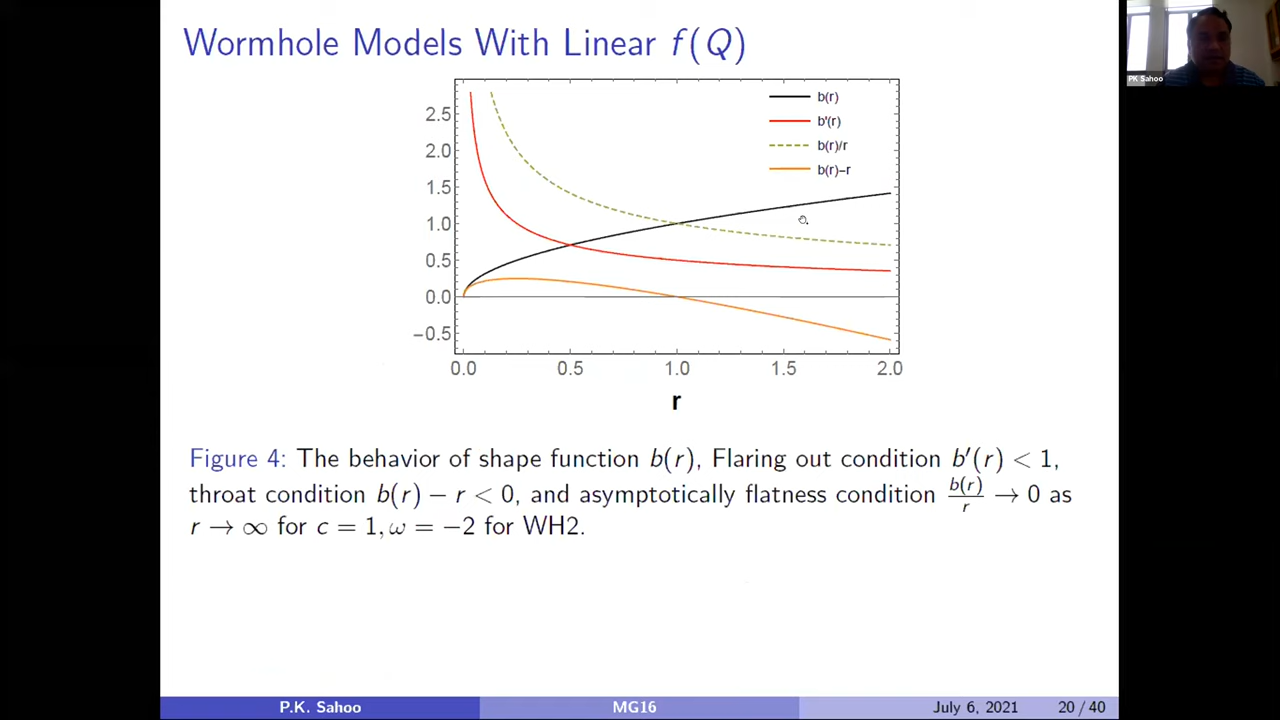 Wormhole Models With Linear f(Q)
PK Sahoo
b(r)
b'(r)
b(r)/r
b(r)−r
2.5
2.0
1.5
1.0
0.5
0.0
−0.5
0.0 0.5 1.0 1.5 2.0
r
Figure 4: The behavior of shape function b(r), Flaring out condition b′(r) < 1,
throat condition b(r) − r < 0, and asymptotically flatness condition b(r)/r → 0 as
r → ∞ for c = 1, ω = −2 for WH2.
P.K. Sahoo MG16 July 6, 2021 20 / 40